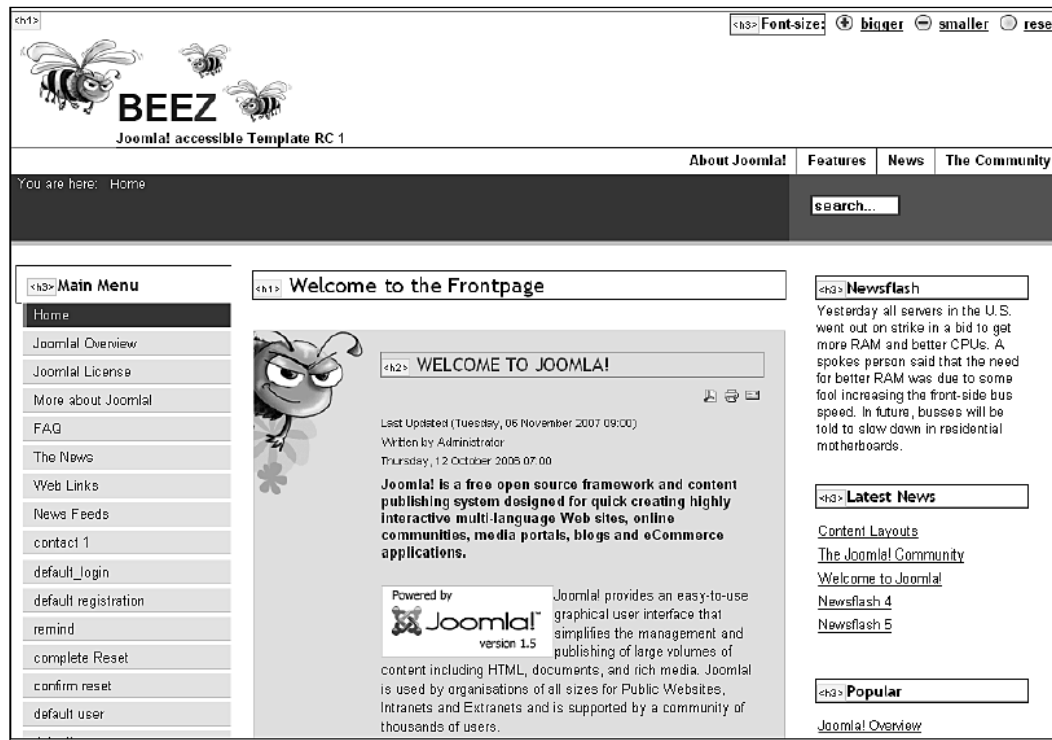 <h1>
<h3> Font-size: bigger smaller rese
BEEZ
Joomla! accessible Template RC 1
About Joomla! Features News The Community
You are here: Home
search...
<h3> Main Menu
Home
Joomla! Overview
Joomla! License
More about Joomla!
FAQ
The News
Web Links
News Feeds
contact 1
default_login
default registration
remind
complete Reset
confirm reset
default user
<h1> Welcome to the Frontpage
<h2> WELCOME TO JOOMLA!
Last Updated (Tuesday, 06 November 2007 09:00)
Written by Administrator
Thursday, 12 October 2006 07:00
Joomla! is a free open source framework and content
publishing system designed for quick creating highly
interactive multi-language Web sites, online
communities, media portals, blogs and eCommerce
applications.
Powered by
Joomla!™
version 1.5
Joomla! provides an easy-to-use
graphical user interface that
simplifies the management and
publishing of large volumes of
content including HTML, documents, and rich media. Joomla!
is used by organisations of all sizes for Public Websites,
Intranets and Extranets and is supported by a community of
thousands of users.
<h3> Newsflash
Yesterday all servers in the U.S.
went out on strike in a bid to get
more RAM and better CPUs. A
spokes person said that the need
for better RAM was due to some
fool increasing the front-side bus
speed. In future, busses will be
told to slow down in residential
motherboards.
<h3> Latest News
Content Layouts
The Joomla! Community
Welcome to Joomla!
Newsflash 4
Newsflash 5
<h3> Popular
Joomla! Overview